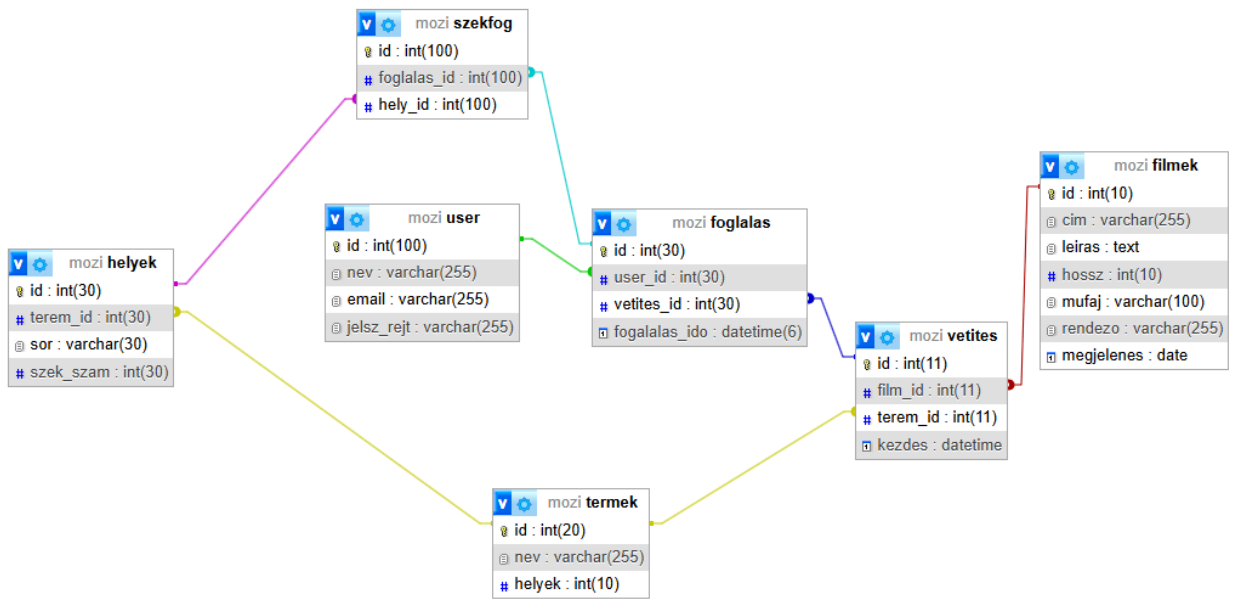 mozi szekfog
id : int(100)
foglalas_id : int(100)
hely_id : int(100)
mozi user
id : int(100)
nev : varchar(255)
email : varchar(255)
jelsz_rejt : varchar(255)
mozi helyek
id : int(30)
terem_id : int(30)
sor : varchar(30)
szek_szam : int(30)
mozi foglalas
id : int(30)
user_id : int(30)
vetites_id : int(30)
fogalalas_ido : datetime(6)
mozi filmek
id : int(10)
cim : varchar(255)
leiras : text
hossz : int(10)
mufaj : varchar(100)
rendezo : varchar(255)
megjelenes : date
mozi vetites
id : int(11)
film_id : int(11)
terem_id : int(11)
kezdes : datetime
mozi termek
id : int(20)
nev : varchar(255)
helyek : int(10)